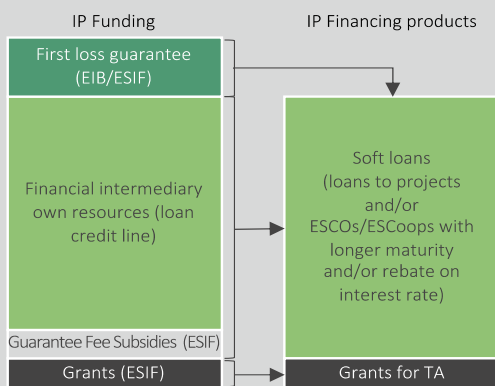 IP Funding
First loss guarantee
(EIB/ESIF)
Financial intermediary
own resources (loan
credit line)
Guarantee Fee Subsidies (ESIF)
Grants (ESIF)
IP Financing products
Soft loans
(loans to projects
and/or
ESCOs/ESCoops with
longer maturity
and/or rebate on
interest rate)
Grants for TA